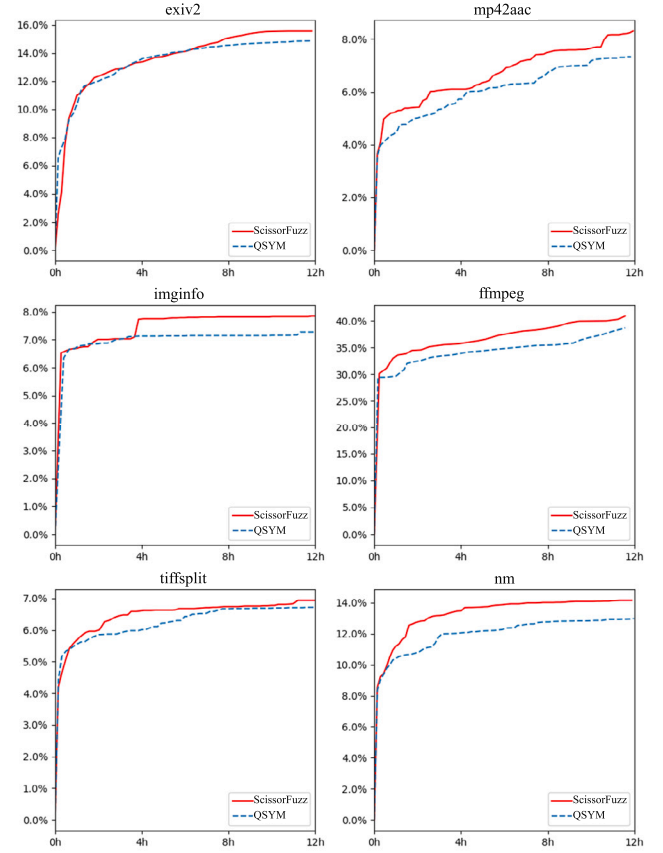 exiv2
16.0%
14.0%
12.0%
10.0%
8.0%
6.0%
14.0%
2.0%
0.0%
ScissorFuzz
QSYM
0h
4h
8h
12h
mp42aac
8.0%
6.0%
4.0%
2.0%
0.0%
ScissorFuzz
QSYM
0h
4h
8h
12h
imginfo
8.0%
7.0%
6.0%
5.0%
4.0%
3.0%
2.0%
1.0%
0.0%
ScissorFuzz
QSYM
0h
4h
8h
12h
ffmpeg
40.0%
35.0%
30.0%
25.0%
20.0%
15.0%
10.0%
5.0%
0.0%
ScissorFuzz
QSYM
0h
4h
8h
12h
tiffsplit
7.0%
6.0%
5.0%
4.0%
3.0%
2.0%
1.0%
0.0%
ScissorFuzz
QSYM
0h
4h
8h
12h
nm
14.0%
12.0%
10.0%
8.0%
6.0%
4.0%
2.0%
0.0%
ScissorFuzz
QSYM
0h
4h
8h
12h